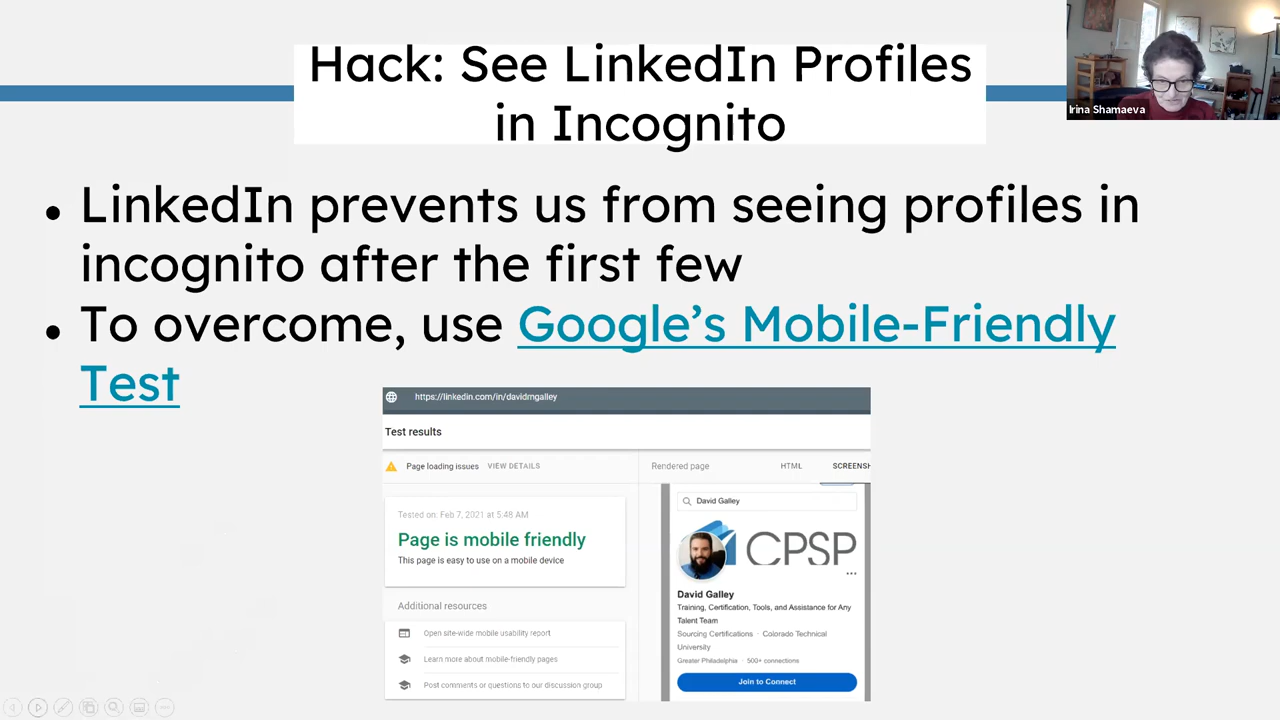 Hack: See LinkedIn Profiles
in Incognito
Irina Shamaeva
• LinkedIn prevents us from seeing profiles in
incognito after the first few
• To overcome, use Google’s Mobile-Friendly
Test
https://linkedin.com/in/davidmgalley
Test results
Page loading issues VIEW DETAILS
Rendered page HTML SCREENSH
Tested on: Feb 7, 2021 at 5:48 AM
Page is mobile friendly
This page is easy to use on a mobile device
Additional resources
Open site-wide mobile usability report
Learn more about mobile-friendly pages
Post comments or questions to our discussion group
David Galley
CPSP
David Galley
Training, Certification, Tools, and Assistance for Any
Talent Team
Sourcing Certifications · Colorado Technical
University
Greater Philadelphia · 500+ connections
Join to Connect